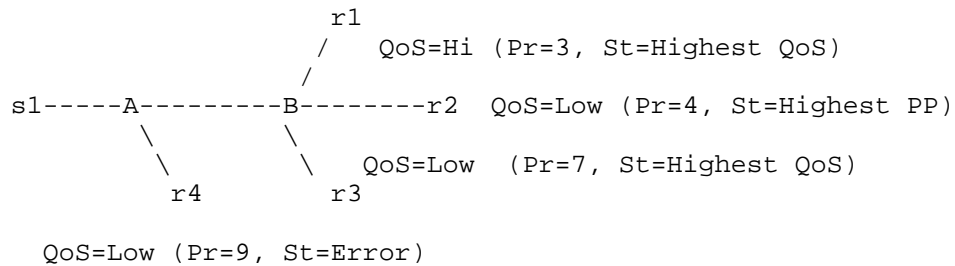 r1
/ QoS=Hi (Pr=3, St=Highest QoS)
/
s1-----A---------B--------r2 QoS=Low (Pr=4, St=Highest PP)
\ \
\ \ QoS=Low (Pr=7, St=Highest QoS)
r4 r3
QoS=Low (Pr=9, St=Error)